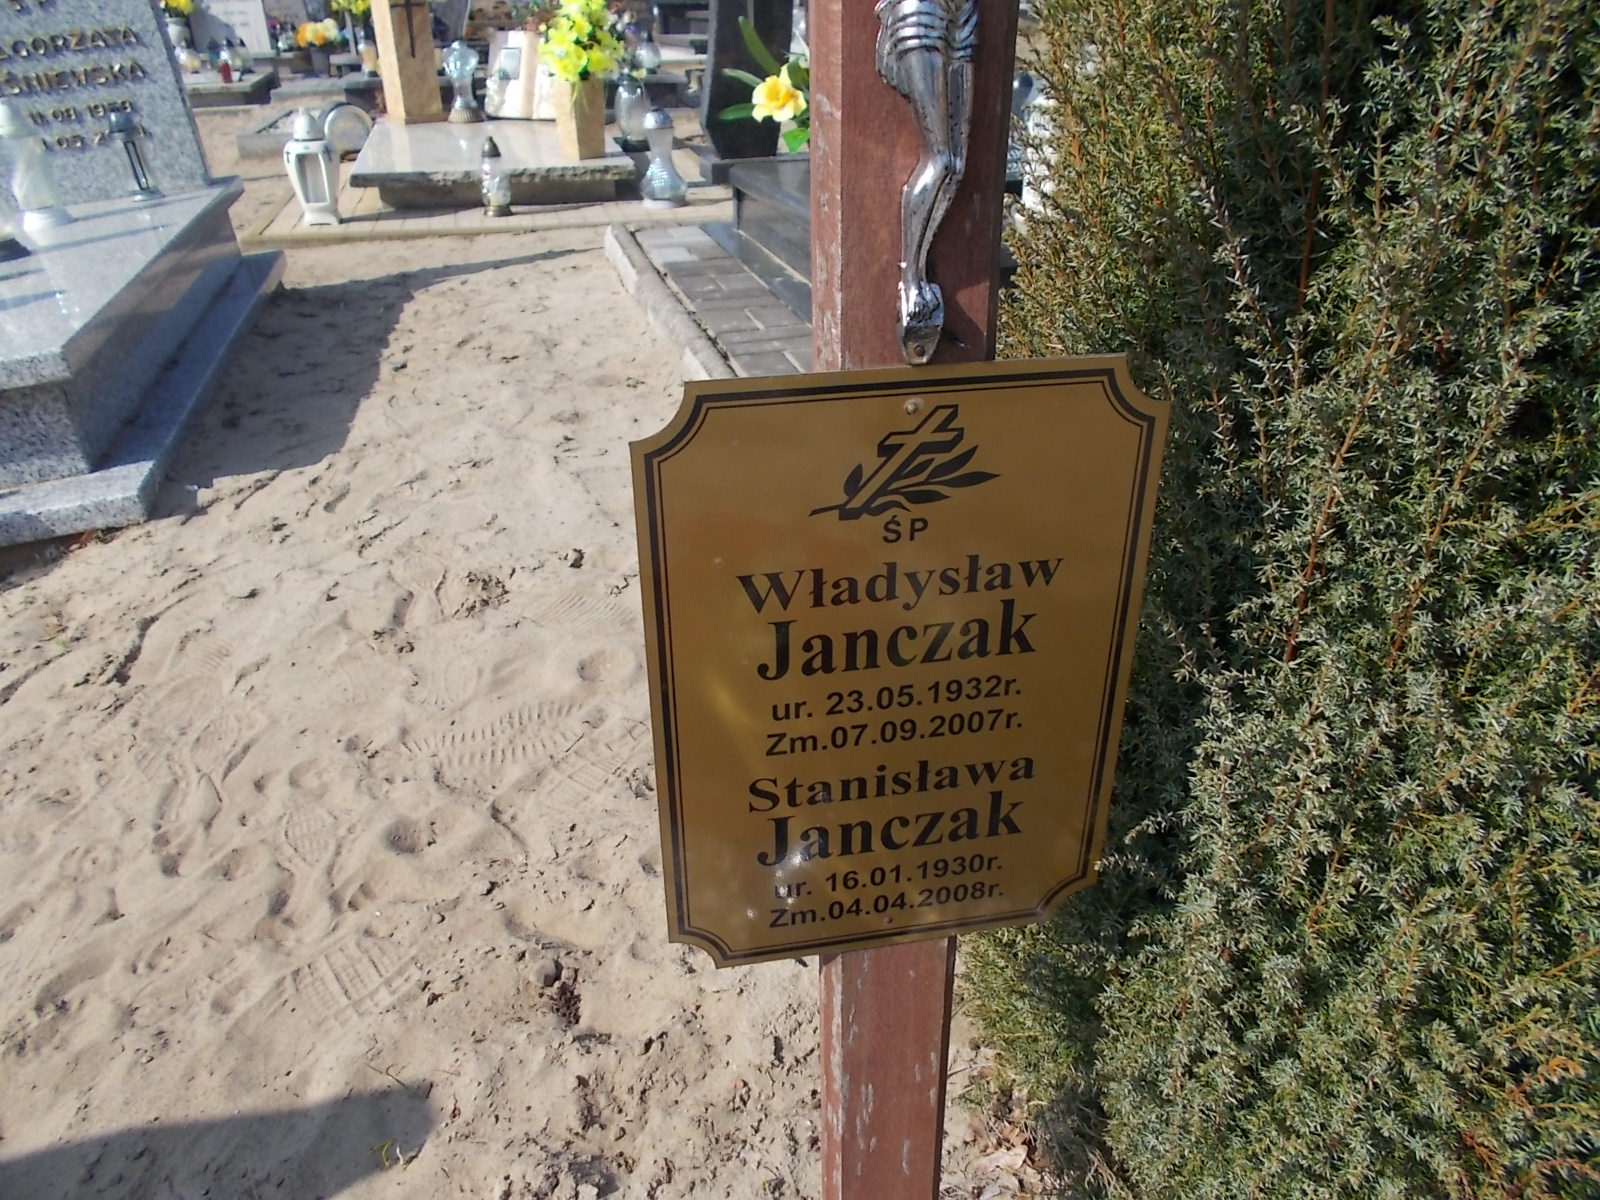 ŚP
Władysław
Janczak
ur. 23.05.1932r.
Zm.07.09.2007r.
Stanisława
Janczak
ur. 16.01.1930r.
Zm.04.04.2008r.